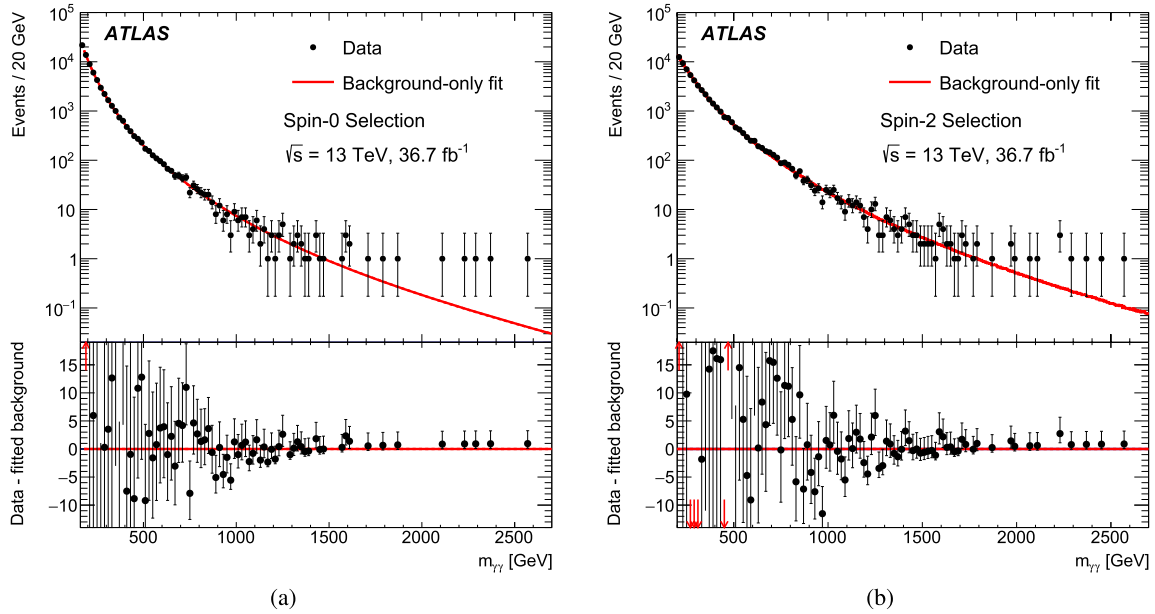 Events / 20 GeV
10⁵
10⁴
10³
10²
10
1
10⁻¹
ATLAS
Data
Background-only fit
Spin-0 Selection
√s = 13 TeV, 36.7 fb⁻¹
Data - fitted background
15
10
5
0
−5
−10
500 1000 1500 2000 2500
mγγ [GeV]
(a)
Events / 20 GeV
10⁵
10⁴
10³
10²
10
1
10⁻¹
ATLAS
Data
Background-only fit
Spin-2 Selection
√s = 13 TeV, 36.7 fb⁻¹
Data - fitted background
15
10
5
0
−5
−10
500 1000 1500 2000 2500
mγγ [GeV]
(b)